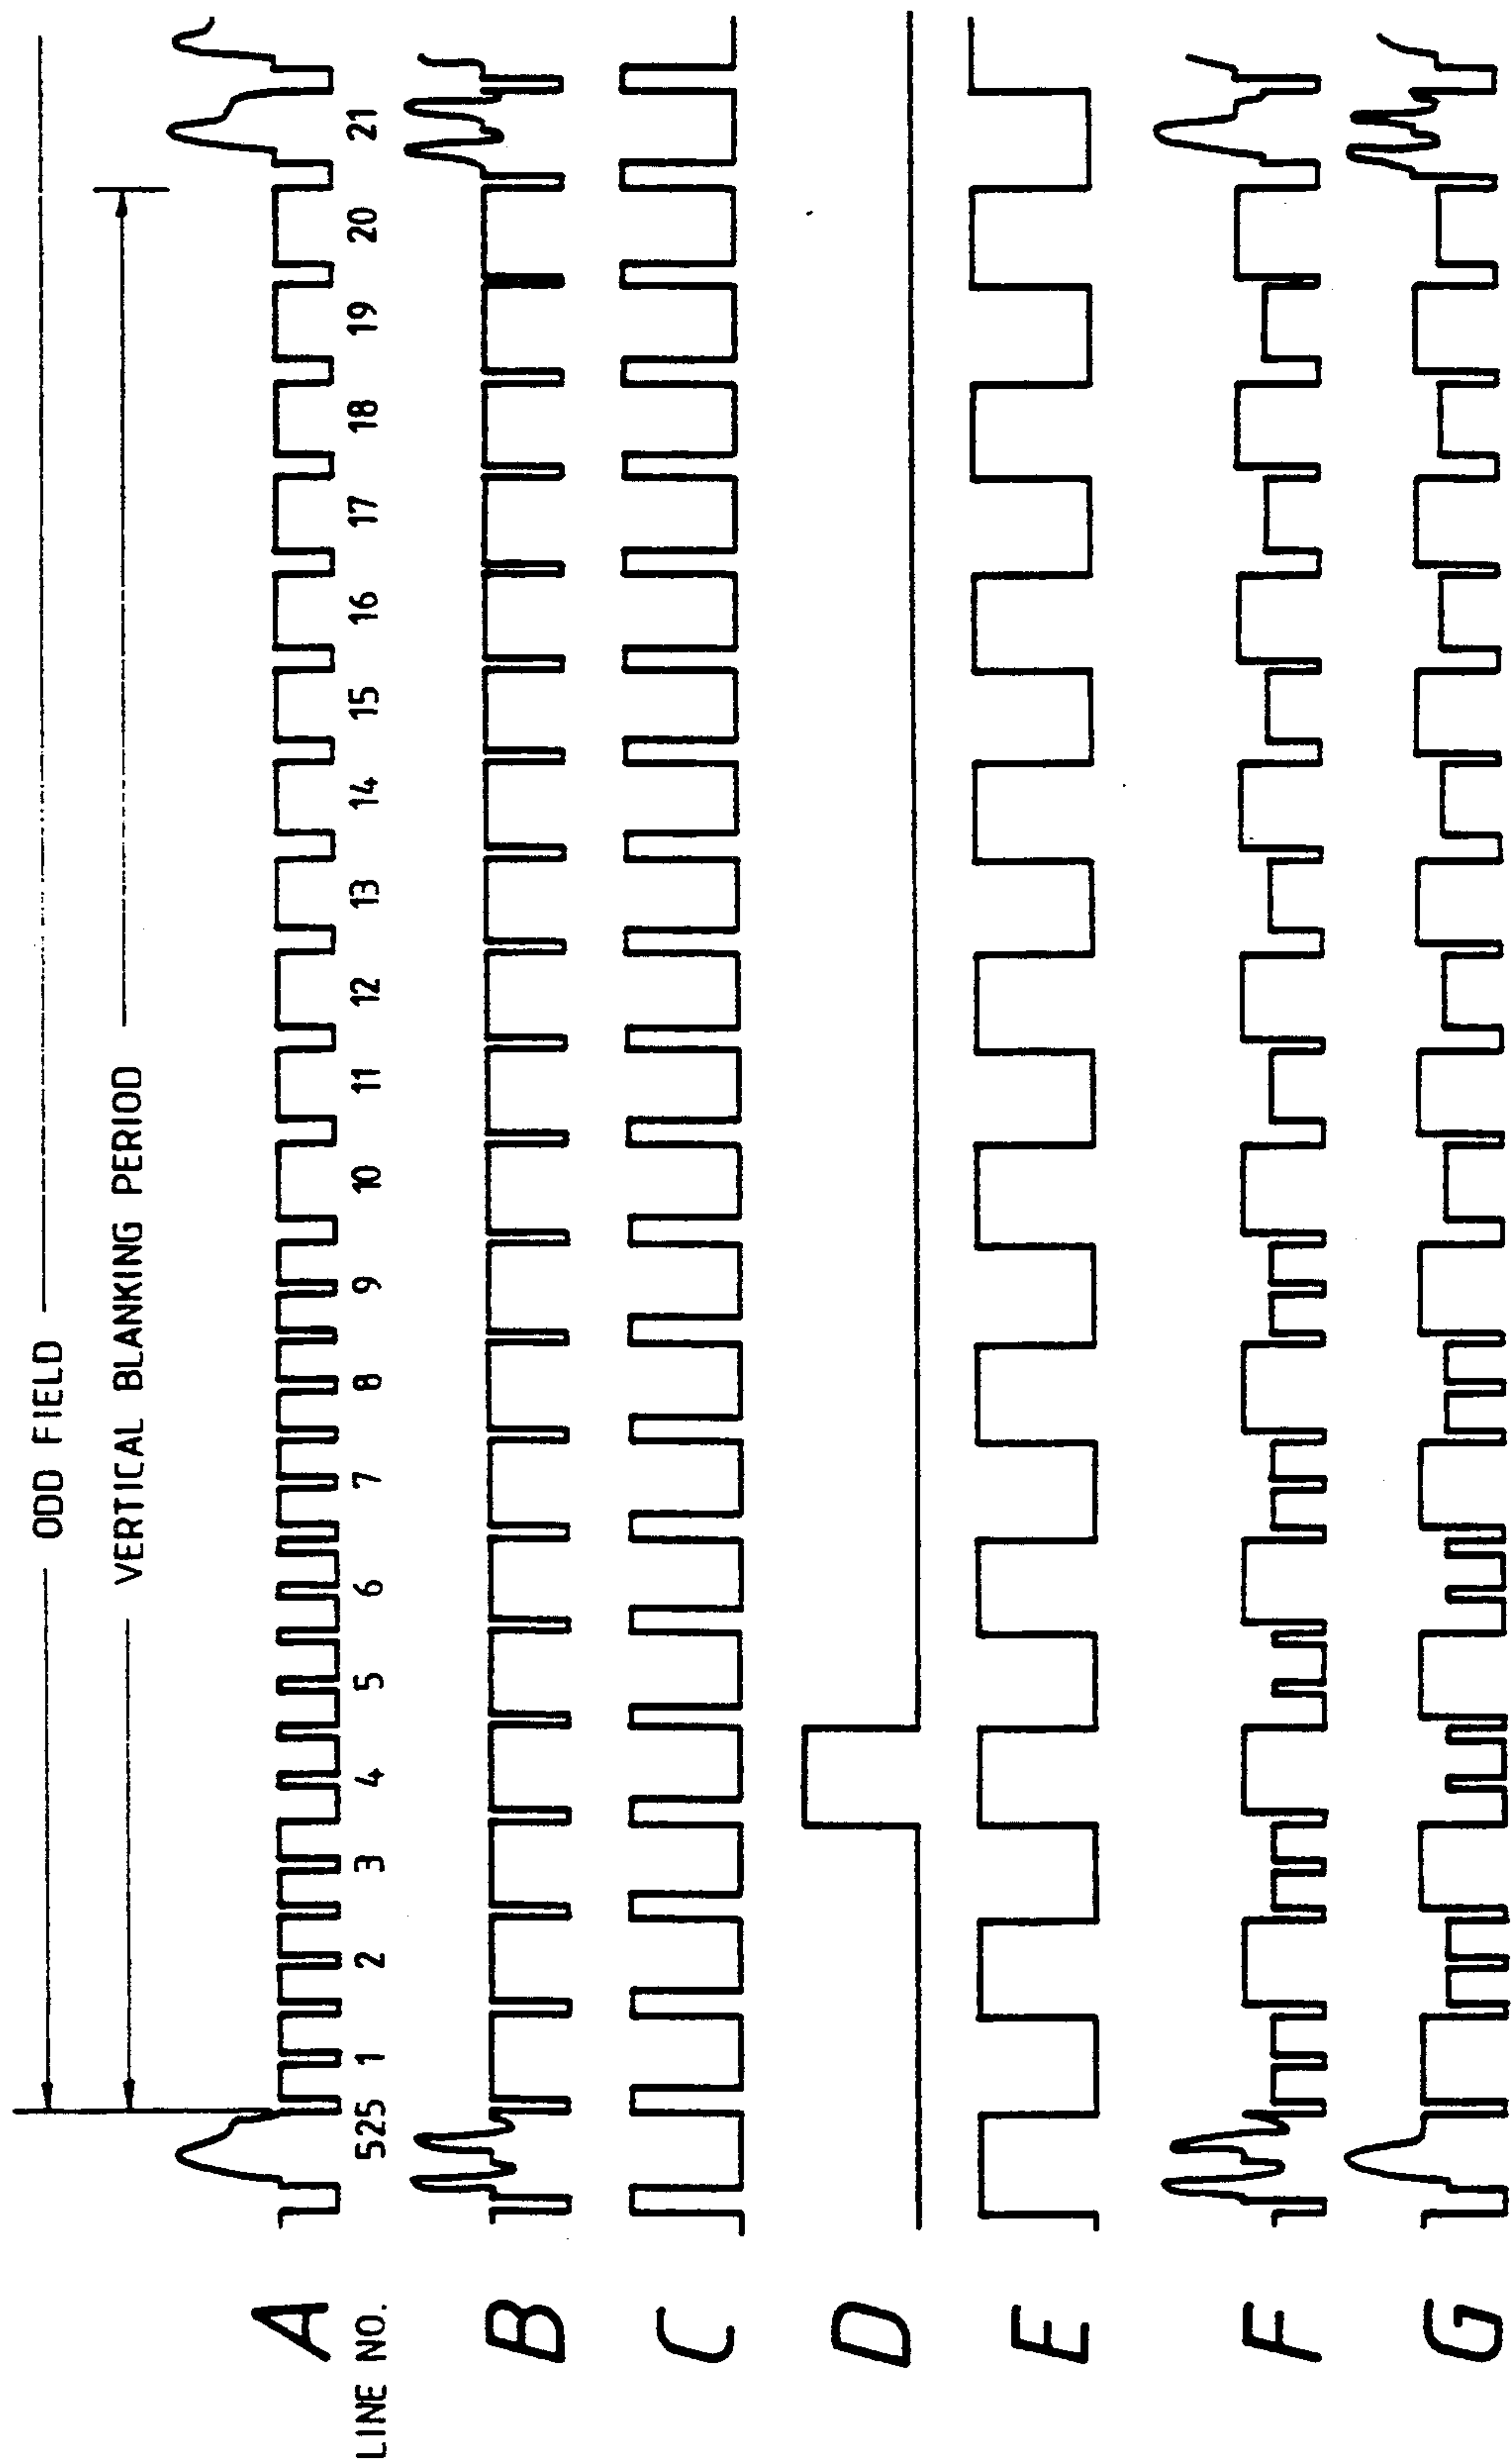 ODD FIELD
VERTICAL BLANKING PERIOD
A
LINE NO. 525 1 2 3 4 5 6 7 8 9 10 11 12 13 14 15 16 17 18 19 20 21
B
C
D
E
F
G